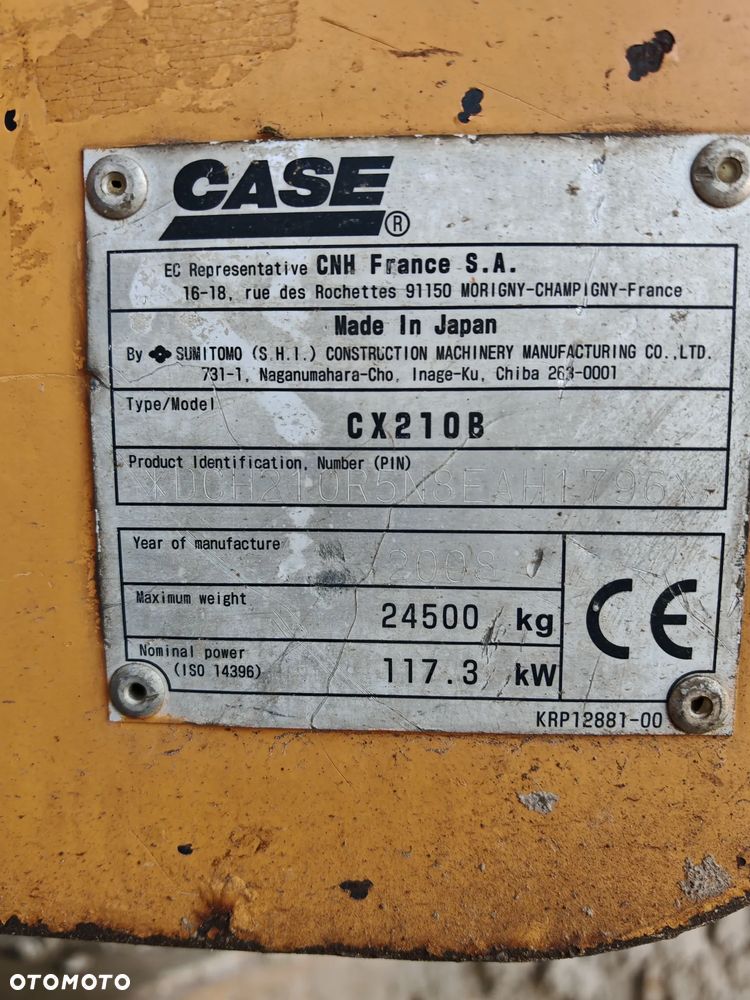 CASE®
EC Representative CNH France S.A.
16-18, rue des Rochettes 91150 MORIGNY-CHAMPIGNY-France
Made In Japan
By SUMITOMO (S.H.I.) CONSTRUCTION MACHINERY MANUFACTURING CO.,LTD.
731-1, Naganumahara-Cho, Inage-Ku, Chiba 263-0001
Type/Model
CX210B
Product Identification, Number (PIN)
*DCH210R5N8EAH1796*
Year of manufacture
2008
Maximum weight 24500 kg
Nominal power
(ISO 14396) 117.3 kW
CE
KRP12881-00
OTOMOTO